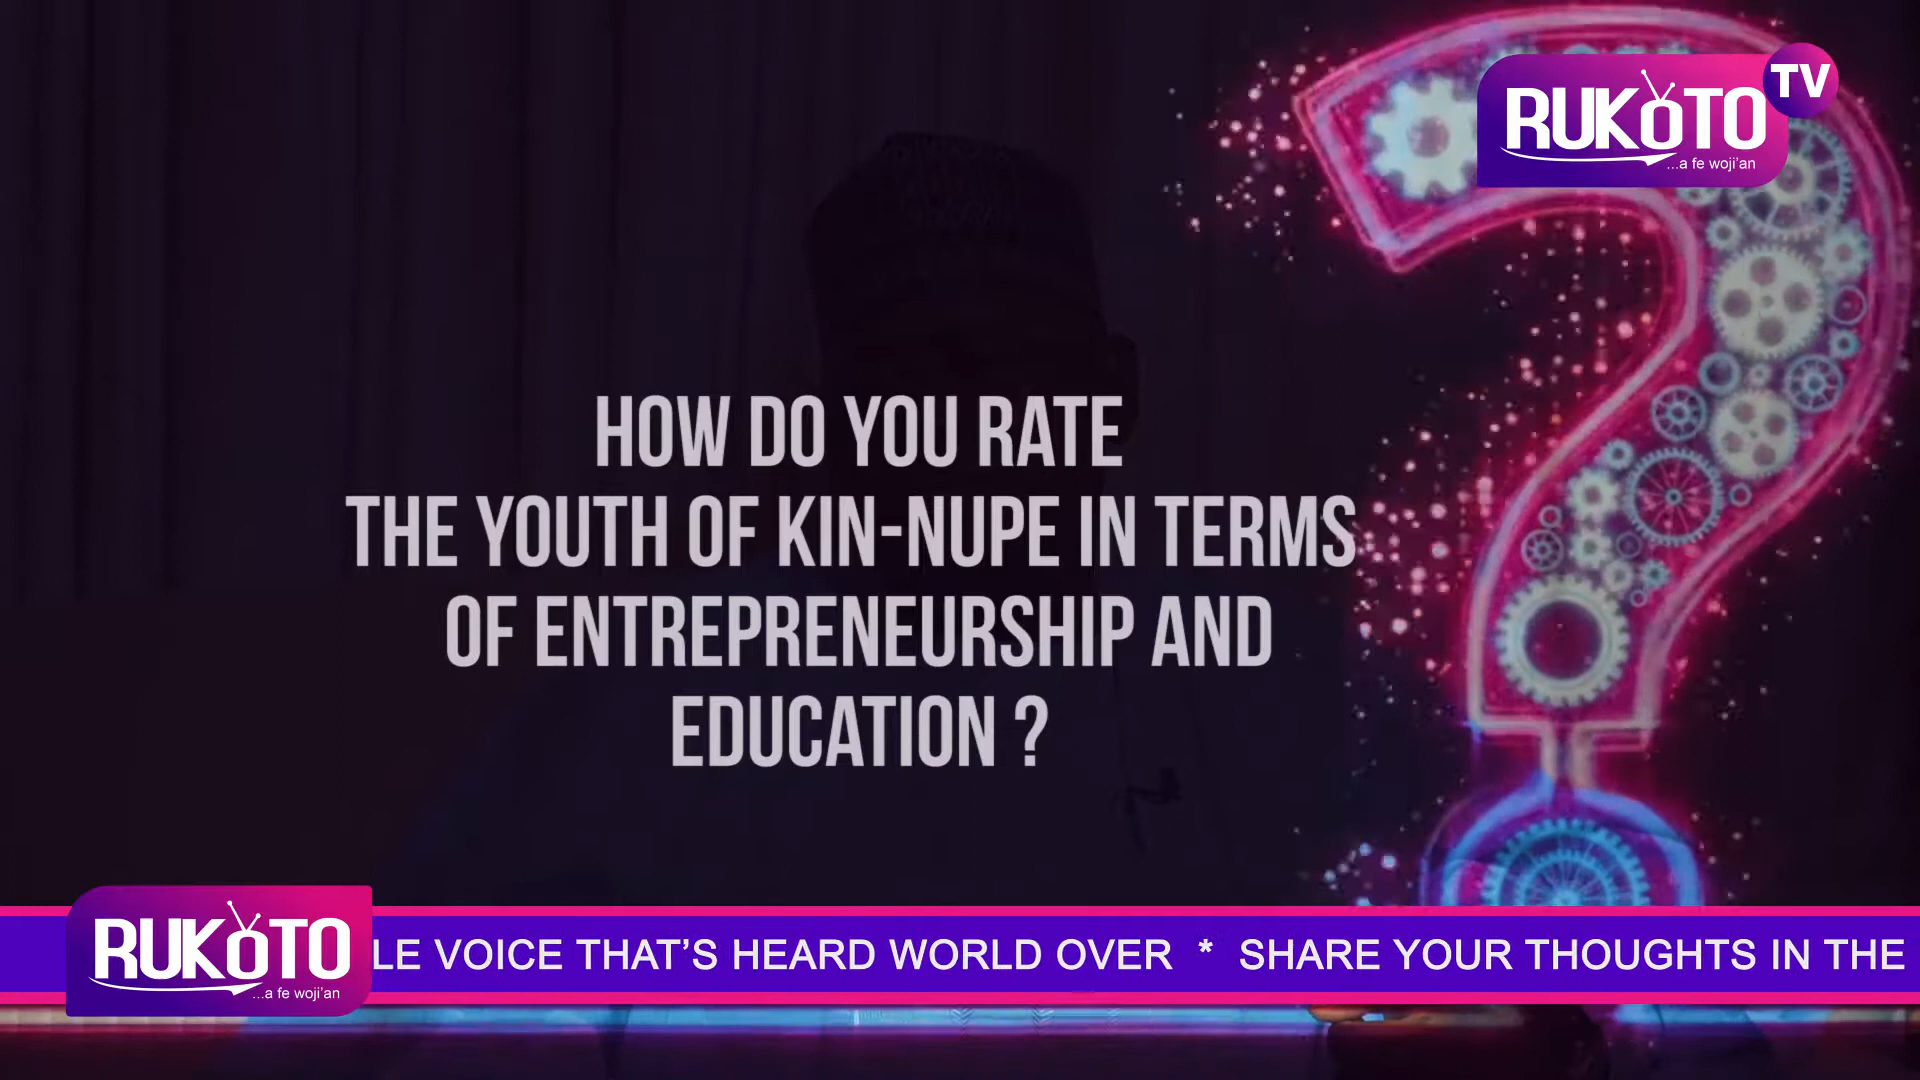 RUKOTO TV
...a fe woji'an
HOW DO YOU RATE
THE YOUTH OF KIN-NUPE IN TERMS
OF ENTREPRENEURSHIP AND
EDUCATION ?
RUKOTO
...a fe woji'an
LE VOICE THAT’S HEARD WORLD OVER * SHARE YOUR THOUGHTS IN THE